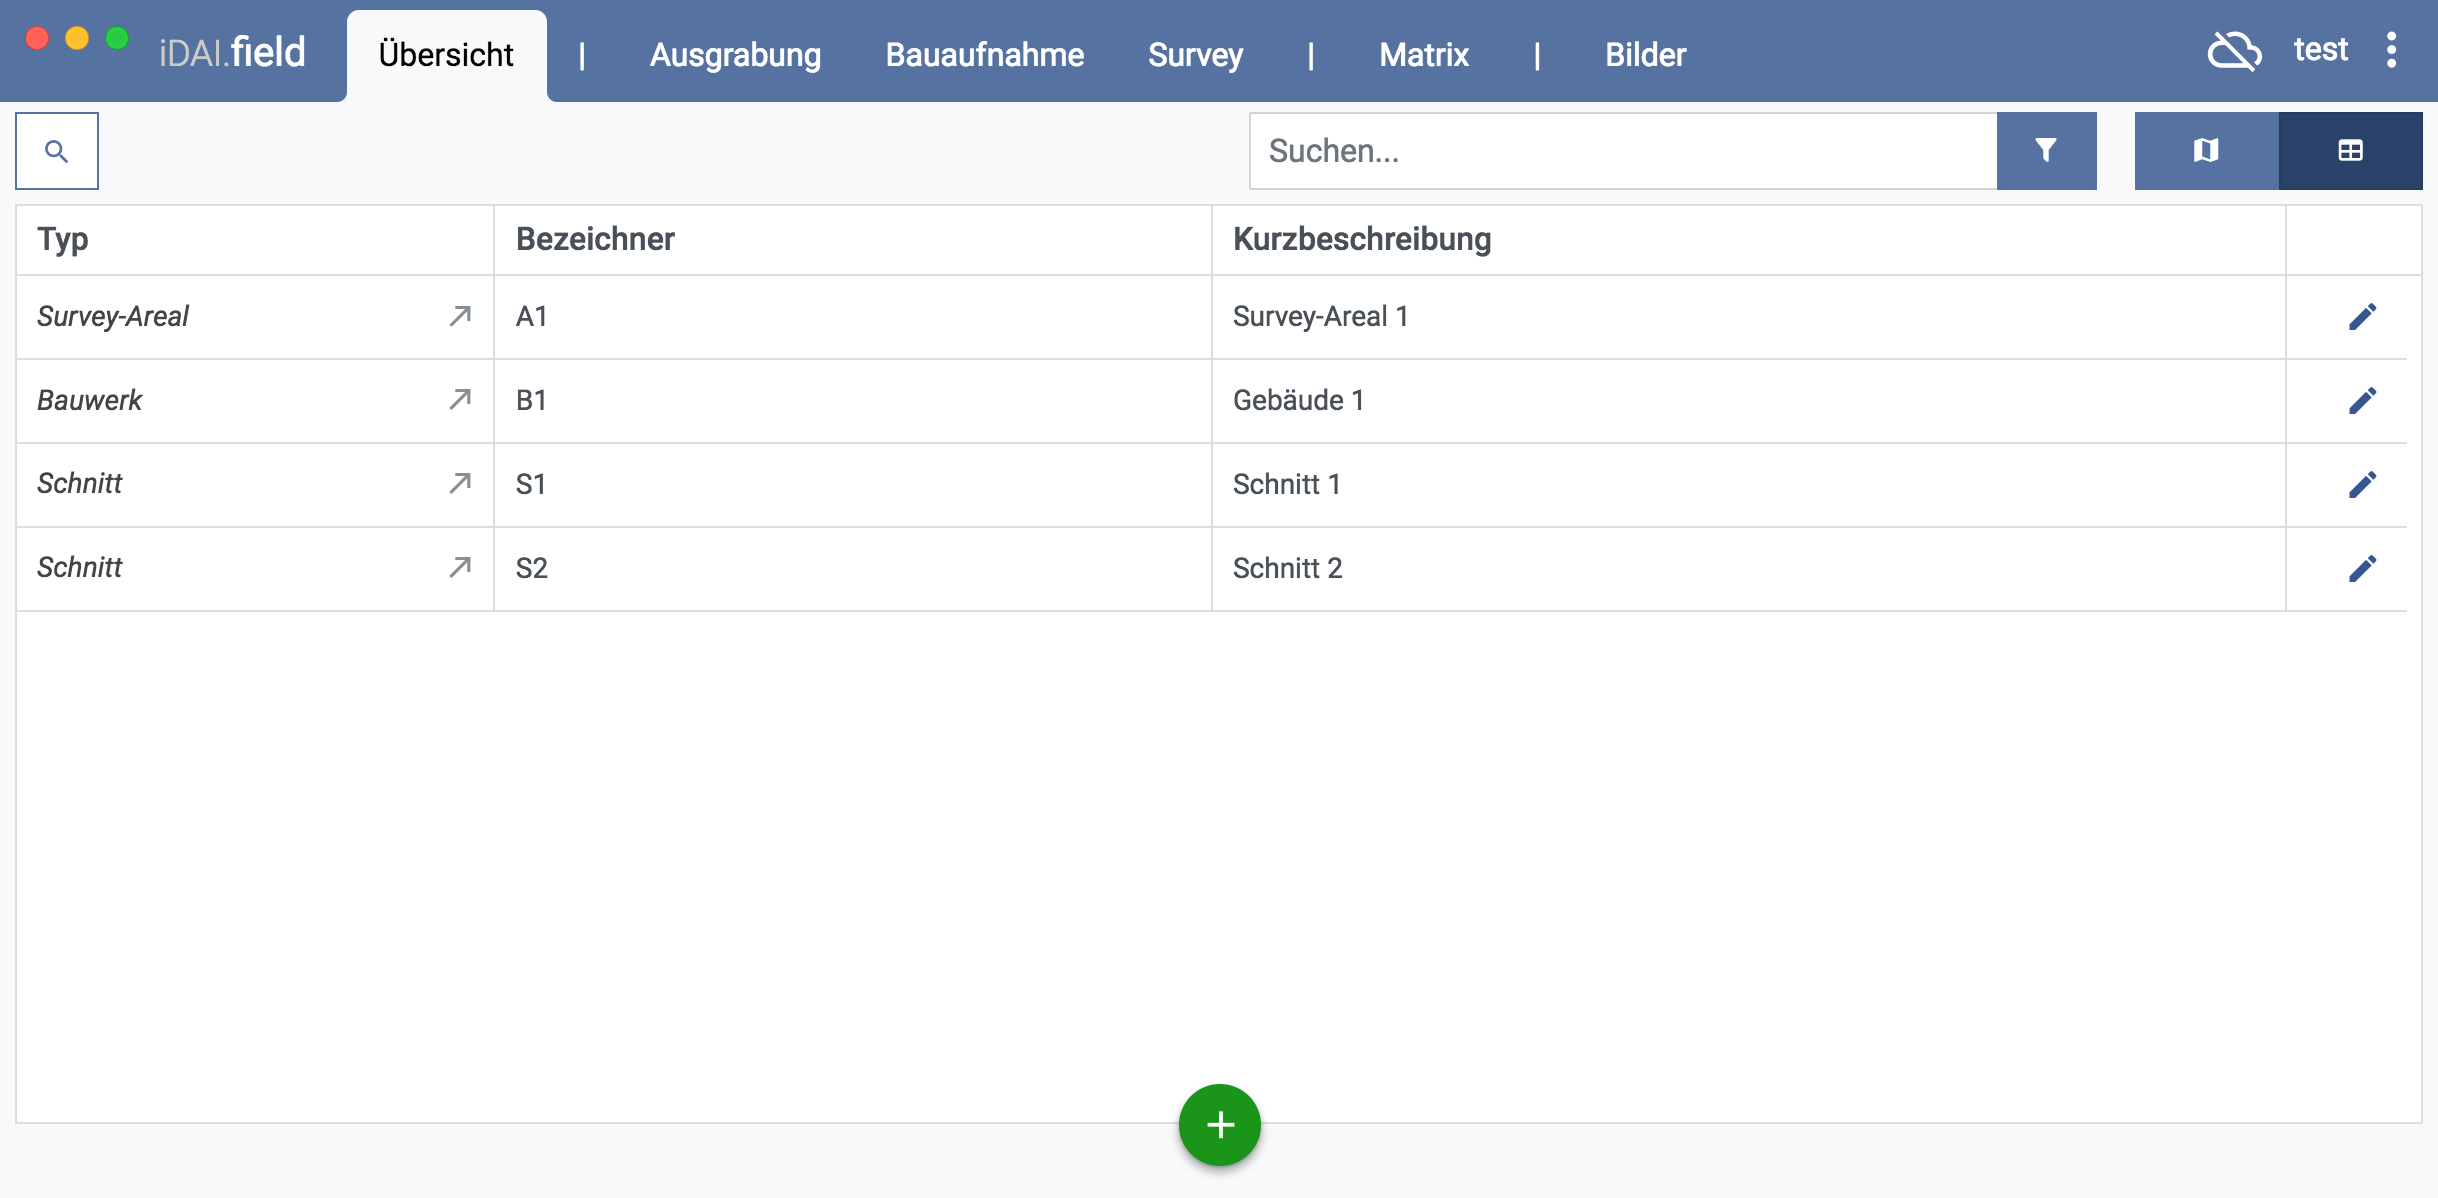 iDAI.field Übersicht | Ausgrabung Bauaufnahme Survey | Matrix | Bilder test
Suchen...
Typ Bezeichner Kurzbeschreibung
Survey-Areal A1 Survey-Areal 1
Bauwerk B1 Gebäude 1
Schnitt S1 Schnitt 1
Schnitt S2 Schnitt 2